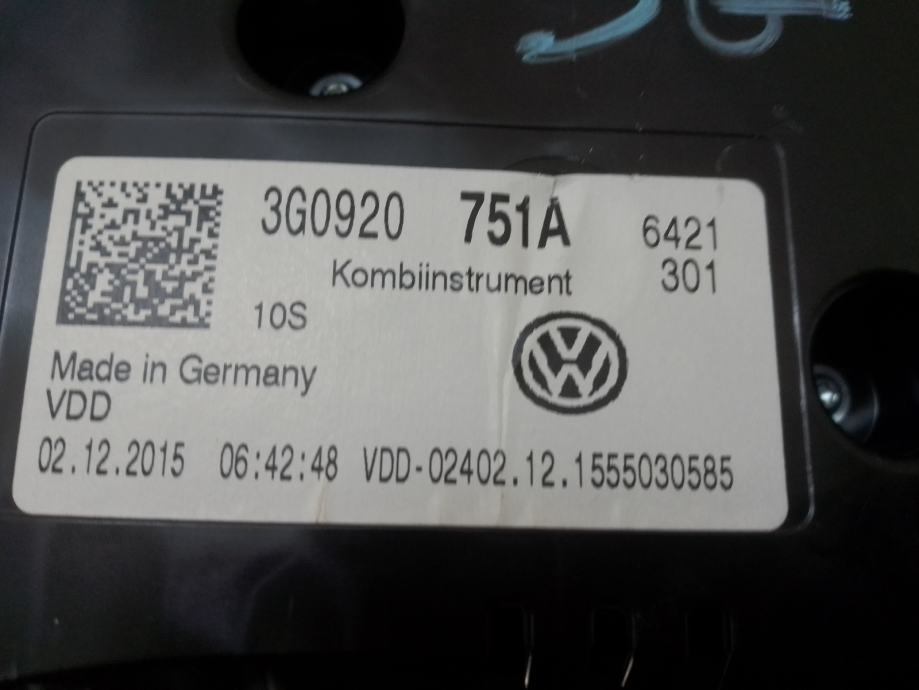 3G0920 751A 6421
Kombiinstrument 301
10S
Made in Germany
VDD
02.12.2015 06:42:48 VDD-02402.12.1555030585